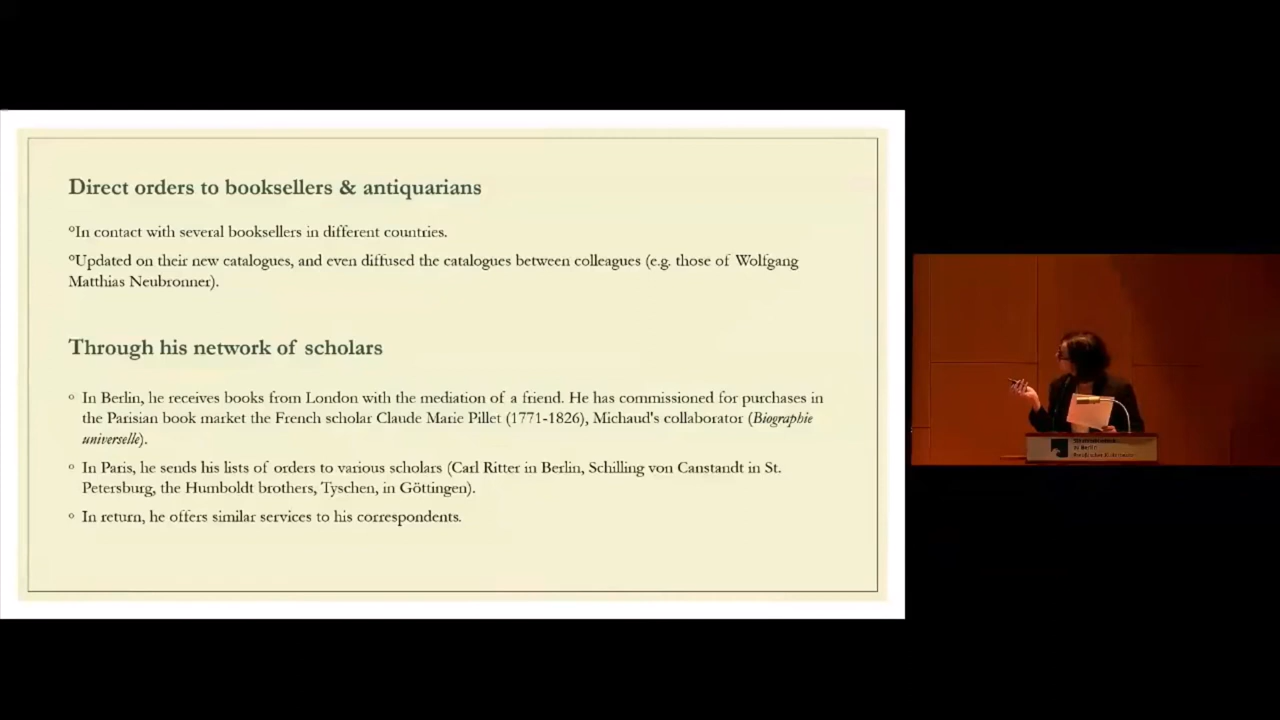 Direct orders to booksellers & antiquarians
°In contact with several booksellers in different countries.
°Updated on their new catalogues, and even diffused the catalogues between colleagues (e.g. those of Wolfgang
Matthias Neubronner).
Through his network of scholars
° In Berlin, he receives books from London with the mediation of a friend. He has commissioned for purchases in
the Parisian book market the French scholar Claude Marie Pillet (1771-1826), Michaud's collaborator (Biographie
universelle).
° In Paris, he sends his lists of orders to various scholars (Carl Ritter in Berlin, Schilling von Canstandt in St.
Petersburg, the Humboldt brothers, Tyschen, in Göttingen).
° In return, he offers similar services to his correspondents.